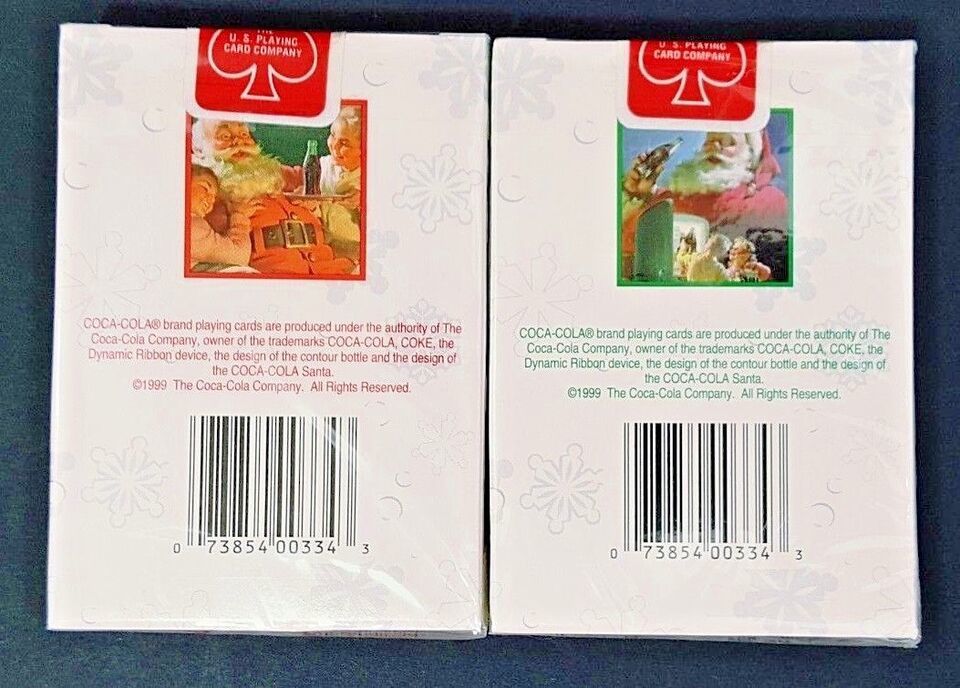 THE
U. S. PLAYING
CARD COMPANY
COCA-COLA® brand playing cards are produced under the authority of The
Coca-Cola Company, owner of the trademarks COCA-COLA, COKE, the
Dynamic Ribbon device, the design of the contour bottle and the design of
the COCA-COLA Santa.
©1999 The Coca-Cola Company. All Rights Reserved.
0 73854 00334 3
U. S. PLAYING
CARD COMPANY
COCA-COLA® brand playing cards are produced under the authority of The
Coca-Cola Company, owner of the trademarks COCA-COLA, COKE, the
Dynamic Ribbon device, the design of the contour bottle and the design of
the COCA-COLA Santa.
©1999 The Coca-Cola Company. All Rights Reserved.
0 73854 00334 3